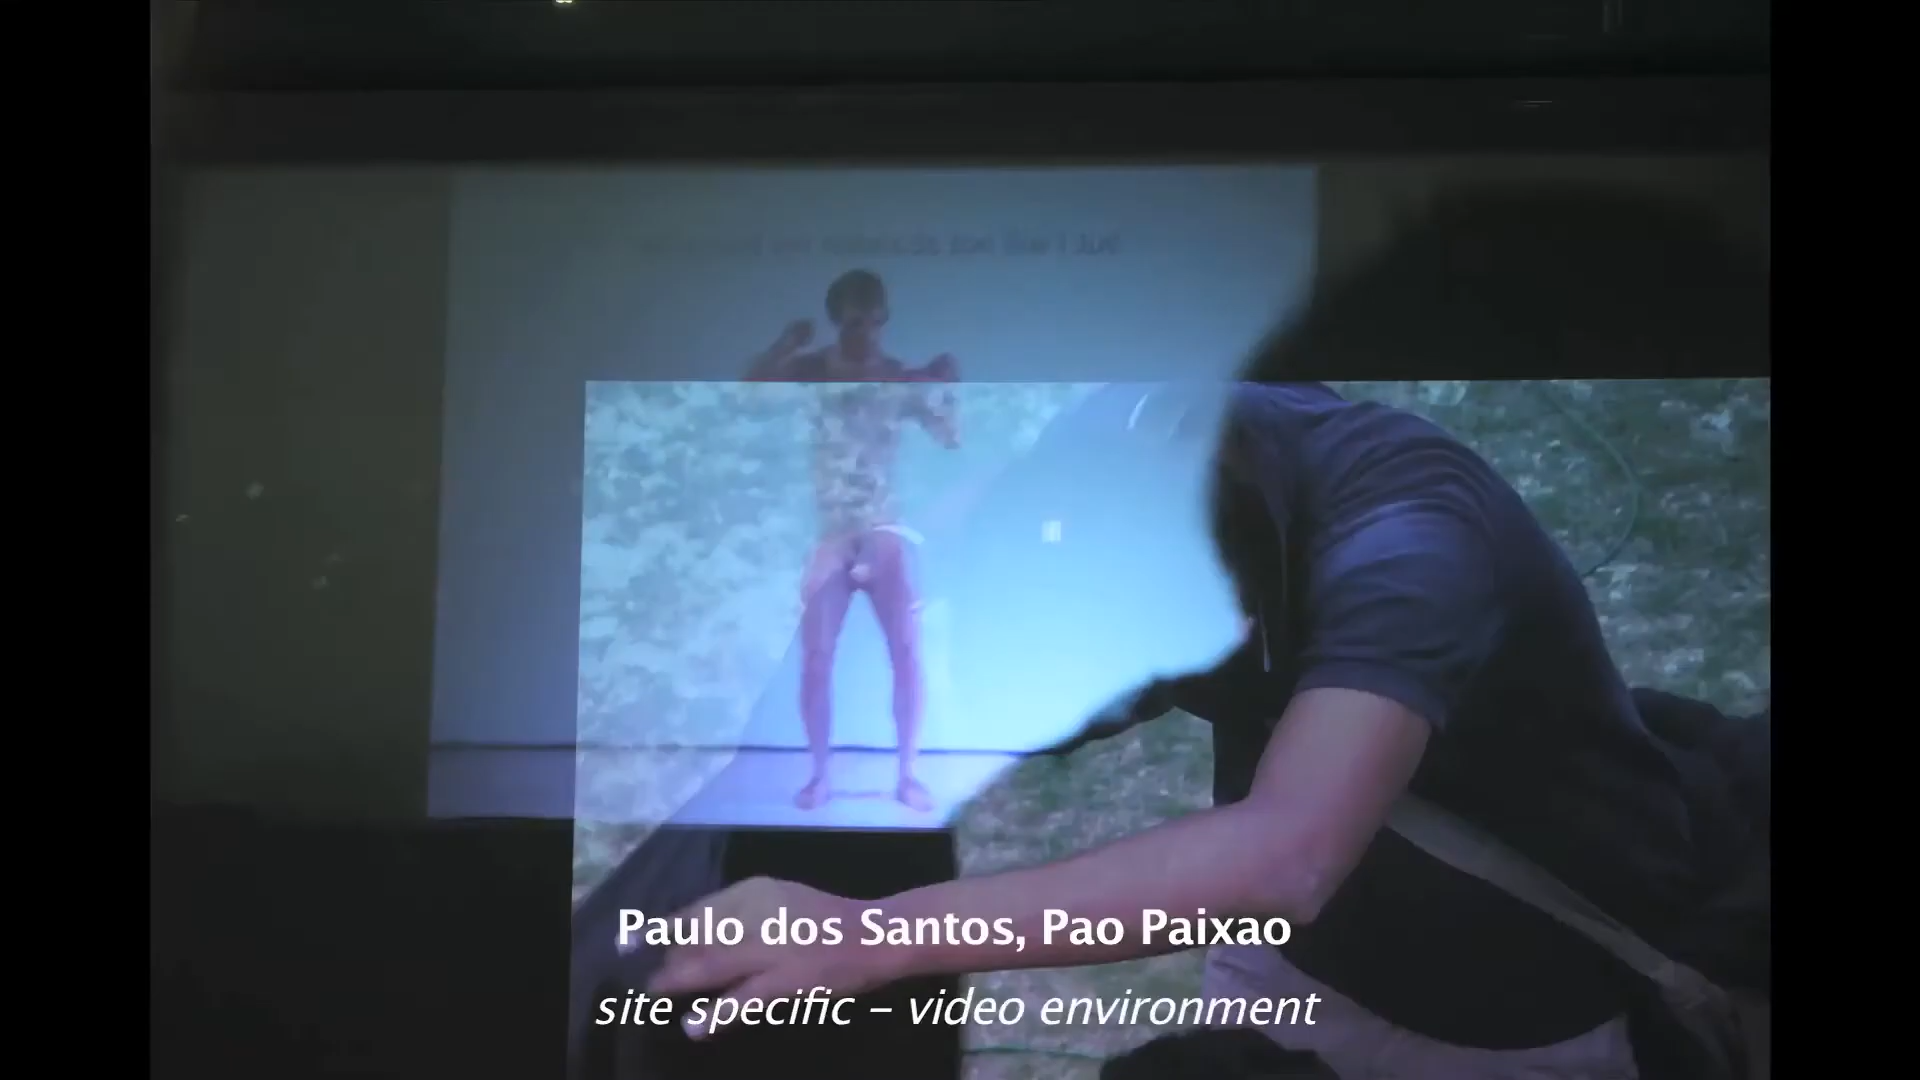 Paulo dos Santos, Pao Paixao
site specific – video environment